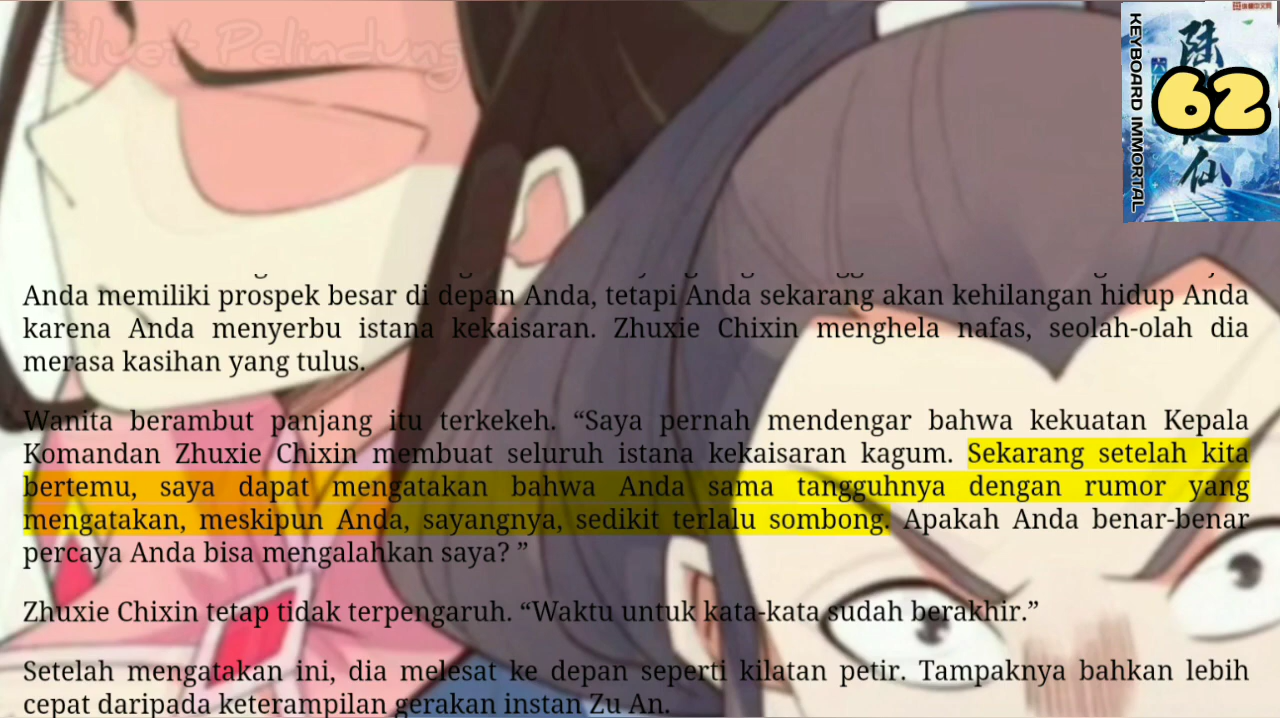 Siluet Pelindung
KEYBOARD IMMORTAL
陆
仙
62
Anda memiliki prospek besar di depan Anda, tetapi Anda sekarang akan kehilangan hidup Anda
karena Anda menyerbu istana kekaisaran. Zhuxie Chixin menghela nafas, seolah-olah dia
merasa kasihan yang tulus.
Wanita berambut panjang itu terkekeh. “Saya pernah mendengar bahwa kekuatan Kepala
Komandan Zhuxie Chixin membuat seluruh istana kekaisaran kagum. Sekarang setelah kita
bertemu, saya dapat mengatakan bahwa Anda sama tangguhnya dengan rumor yang
mengatakan, meskipun Anda, sayangnya, sedikit terlalu sombong. Apakah Anda benar-benar
percaya Anda bisa mengalahkan saya? ”
Zhuxie Chixin tetap tidak terpengaruh. “Waktu untuk kata-kata sudah berakhir.”
Setelah mengatakan ini, dia melesat ke depan seperti kilatan petir. Tampaknya bahkan lebih
cepat daripada keterampilan gerakan instan Zu An.